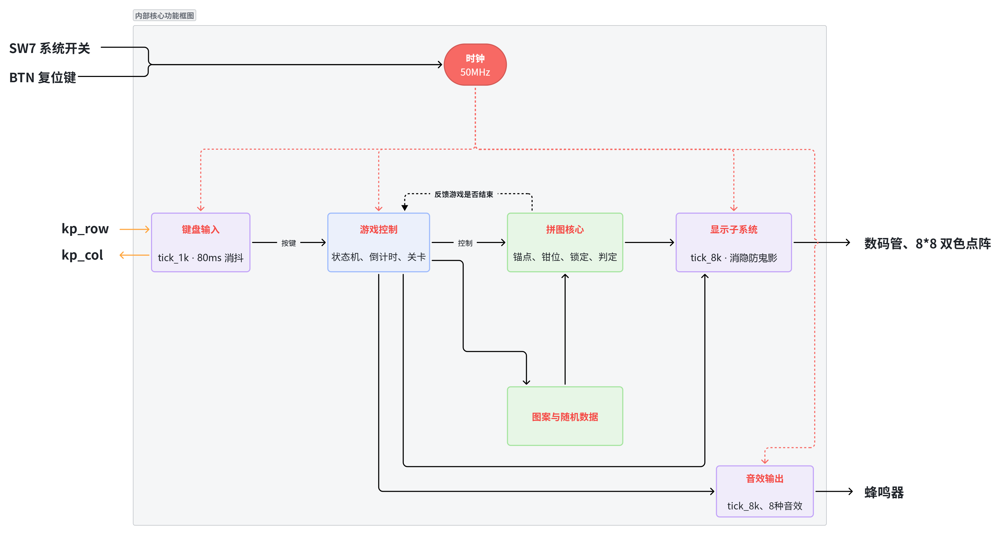 内部核心功能框图
SW7 系统开关
BTN 复位键
时钟
50MHz
反馈游戏是否结束
kp_row
kp_col
键盘输入
tick_1k · 80ms 消抖
按键
游戏控制
状态机、倒计时、关卡
控制
拼图核心
锚点、钳位、锁定、判定
显示子系统
tick_8k · 消隐防鬼影
数码管、8*8 双色点阵
图案与随机数据
音效输出
tick_8k、8种音效
蜂鸣器